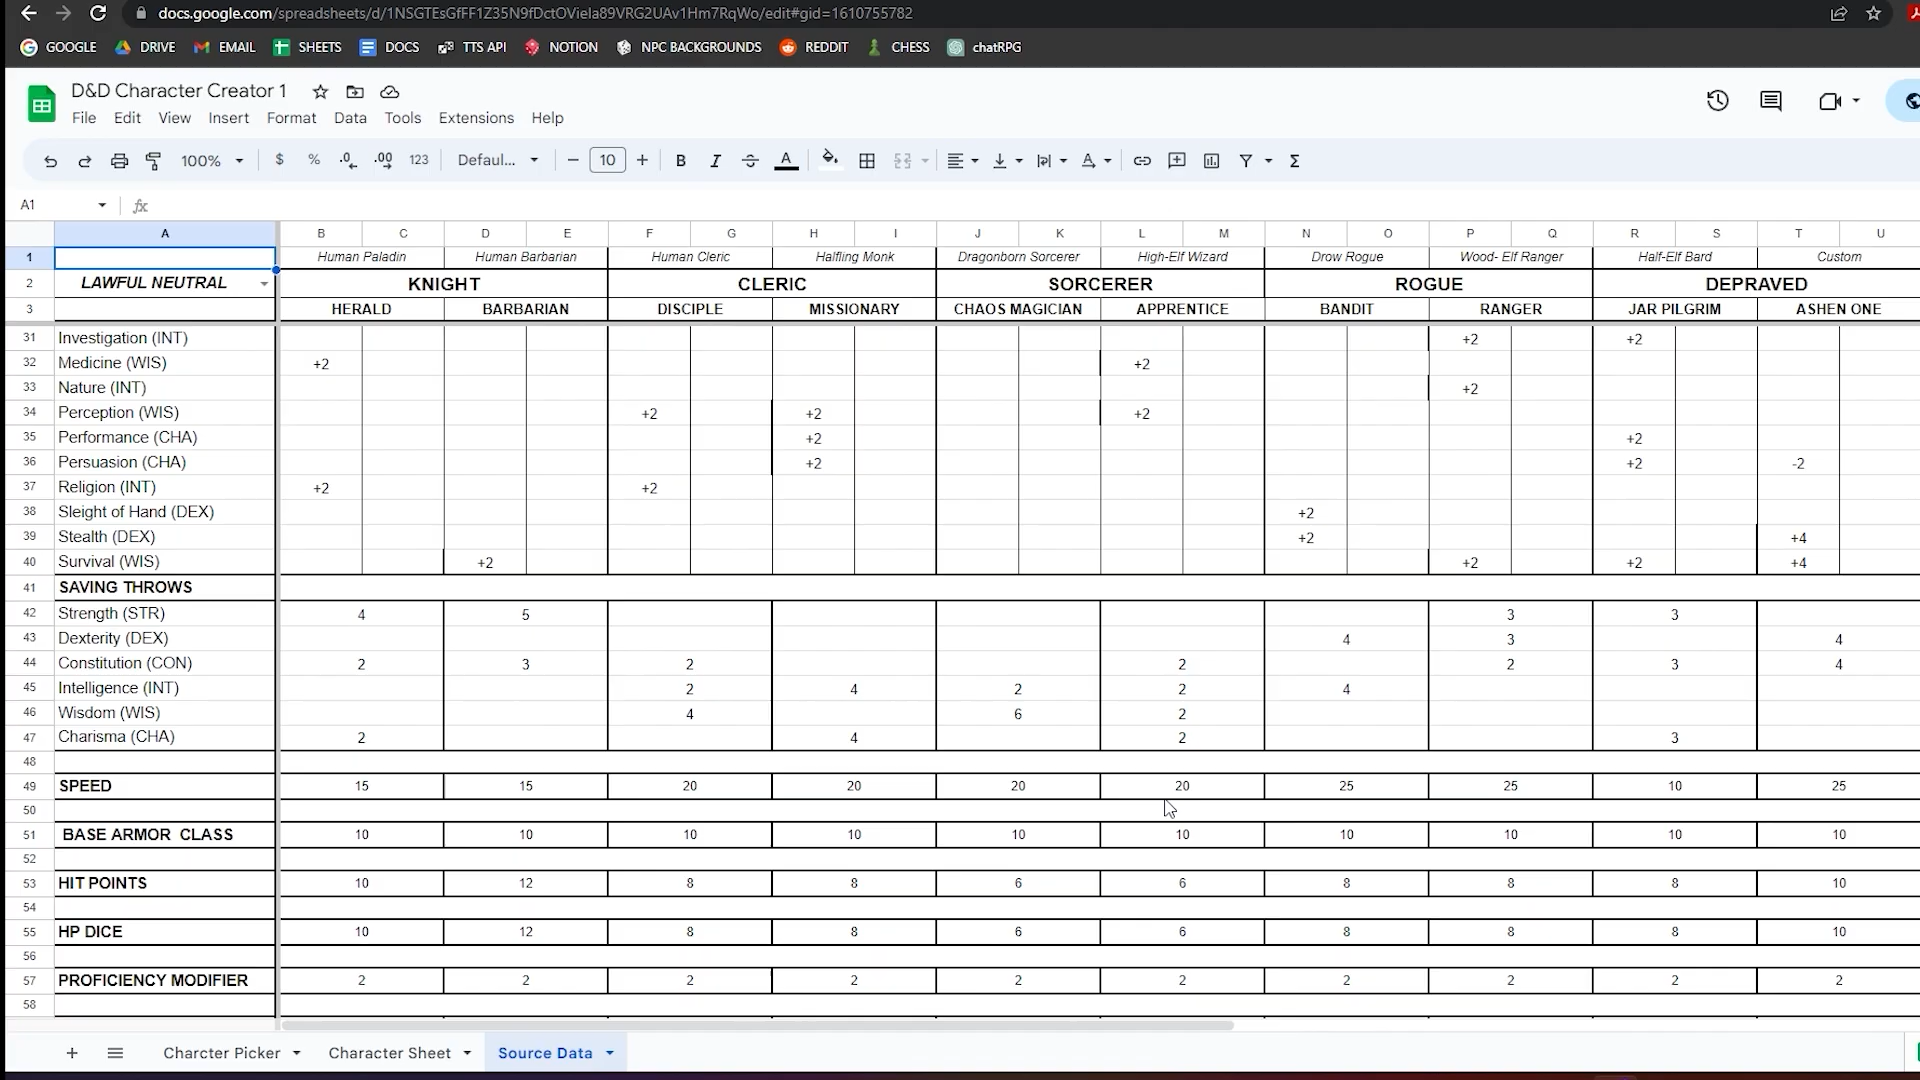 docs.google.com/spreadsheets/d/1NSGTEsGfFF1Z35N9fDctOViela89VRG2UAv1Hm7RqWo/edit#gid=1610755782
GOOGLE DRIVE EMAIL SHEETS DOCS TTS API NOTION NPC BACKGROUNDS REDDIT CHESS chatRPG
D&D Character Creator 1
File Edit View Insert Format Data Tools Extensions Help
100% $ % .0 .00 123 Defaul... - 10 + B I A Σ
A1 fx
A B C D E F G H I J K L M N O P Q R S T U
1 Human Paladin Human Barbarian Human Cleric Halfling Monk Dragonborn Sorcerer High-Elf Wizard Drow Rogue Wood- Elf Ranger Half-Elf Bard Custom
2 LAWFUL NEUTRAL KNIGHT CLERIC SORCERER ROGUE DEPRAVED
3 HERALD BARBARIAN DISCIPLE MISSIONARY CHAOS MAGICIAN APPRENTICE BANDIT RANGER JAR PILGRIM ASHEN ONE
31 Investigation (INT) +2 +2
32 Medicine (WIS) +2 +2
33 Nature (INT) +2
34 Perception (WIS) +2 +2 +2
35 Performance (CHA) +2 +2
36 Persuasion (CHA) +2 +2 -2
37 Religion (INT) +2 +2
38 Sleight of Hand (DEX) +2
39 Stealth (DEX) +2 +4
40 Survival (WIS) +2 +2 +2 +4
41 SAVING THROWS
42 Strength (STR) 4 5 3 3
43 Dexterity (DEX) 4 3 4
44 Constitution (CON) 2 3 2 2 2 3 4
45 Intelligence (INT) 2 4 2 2 4
46 Wisdom (WIS) 4 6 2
47 Charisma (CHA) 2 4 2 3
48
49 SPEED 15 15 20 20 20 20 25 25 10 25
50
51 BASE ARMOR CLASS 10 10 10 10 10 10 10 10 10 10
52
53 HIT POINTS 10 12 8 8 6 6 8 8 8 10
54
55 HP DICE 10 12 8 8 6 6 8 8 8 10
56
57 PROFICIENCY MODIFIER 2 2 2 2 2 2 2 2 2 2
58
+ Charcter Picker Character Sheet Source Data